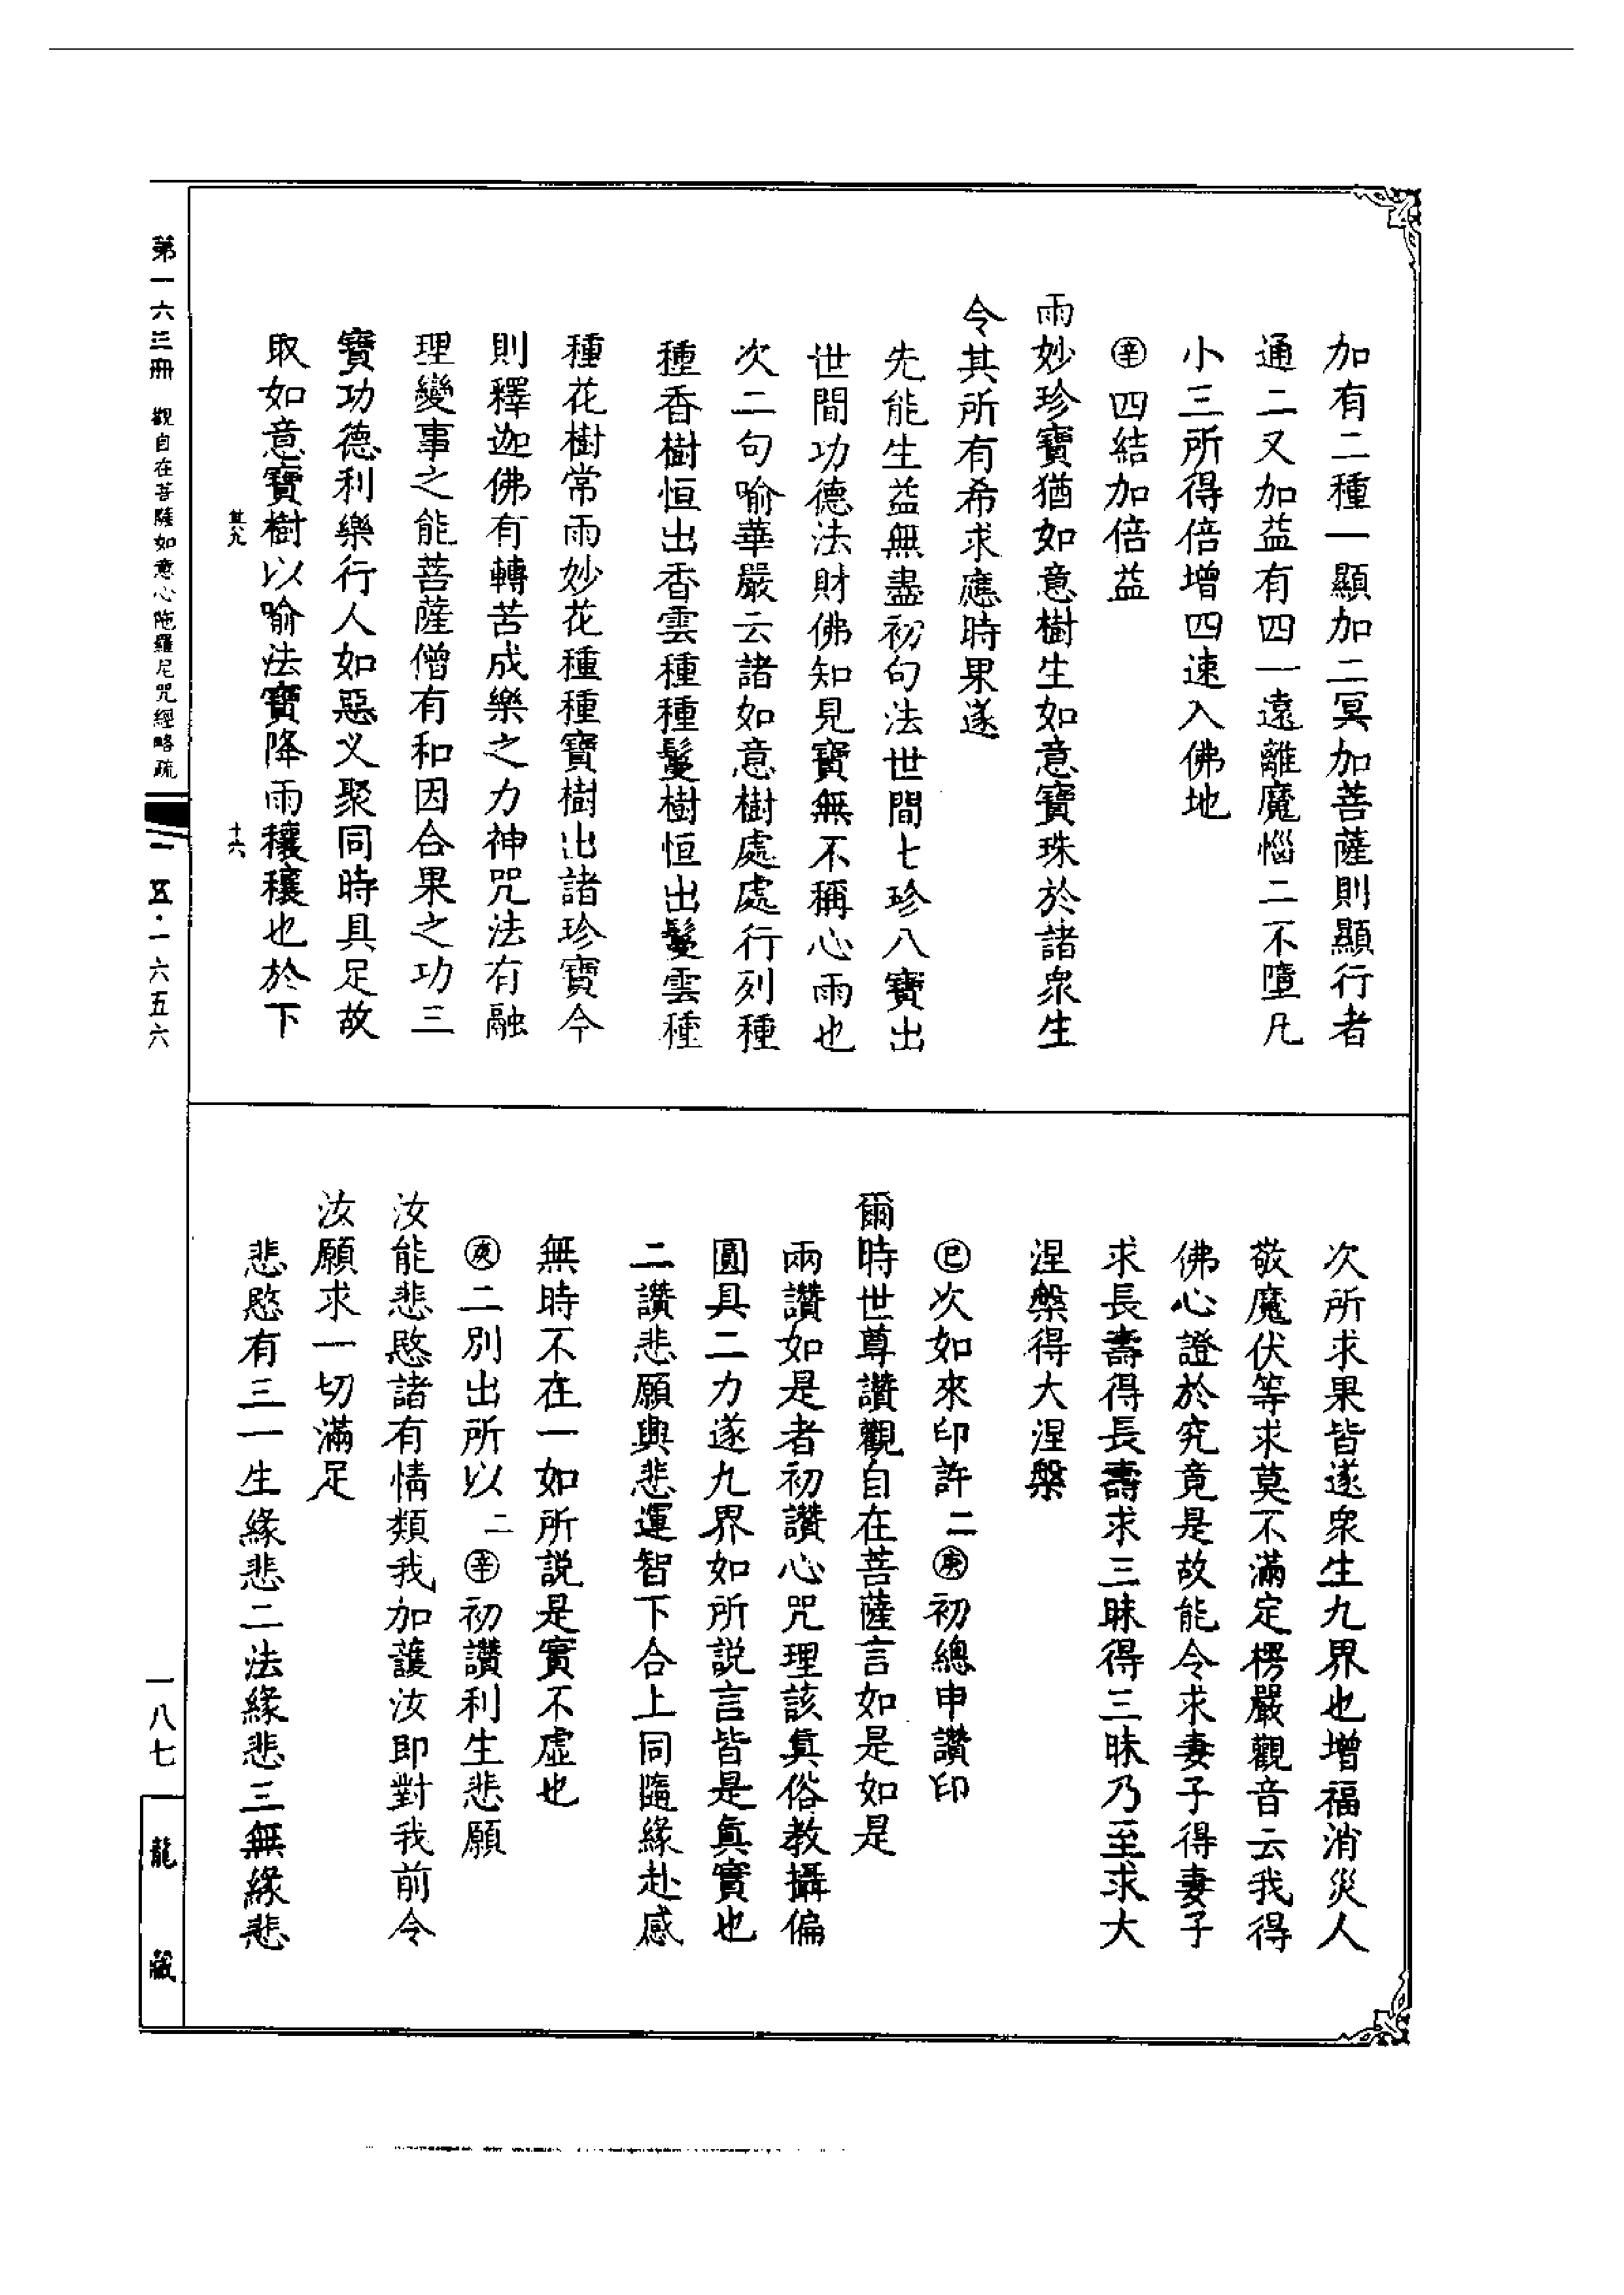 加有二種一顯加二冥加菩薩則顯行者
通二又加益有四一遠離魔惱二不墮凡
小三所得倍增四速入佛地
㊛四結加倍益
雨妙珍寶猶如意樹生如意寶珠於諸衆生
令其所有希求應時果遂
先能生益無盡初句法世間七珍八寶出
世間功德法財佛知見寶無不稱心雨也
次二句喻華嚴云諸如意樹處處行列種
種香樹恒出香雲種種鬘樹恒出鬘雲種
種花樹常雨妙花種種寶樹出諸珍寶今
則釋迦佛有轉苦成樂之力神咒法有融
理變事之能菩薩僧有和因合果之功三
寶功德利樂行人如惡义聚同時具足故
取如意寶樹以喻法寶降雨穰穰也於下
次所求果皆遂衆生九界也增福消災人
敬魔伏等求莫不滿定楞嚴觀音云我得
佛心證於究竟是故能令求妻子得妻子
求長壽得長壽求三昧得三昧乃至求大
涅槃得大涅槃
㊂次如來印許二庚初總申讚印
爾時世尊讚觀自在菩薩言如是如是
兩讚如是者初讚心咒理該真俗教攝偏
圓具二力遂九界如所説言皆是真實也
二讚悲願與悲運智下合上同隨緣赴感
無時不在一如所説是實不虛也
庚二別出所以二辛初讚利生悲願
汝能悲愍諸有情類我加護汝即對我前令
汝願求一切滿足
悲愍有三一生緣悲二法緣悲三無緣悲
第一六三冊 觀自在菩薩如意心陁羅尼咒經略疏
十六
一八七
龍藏